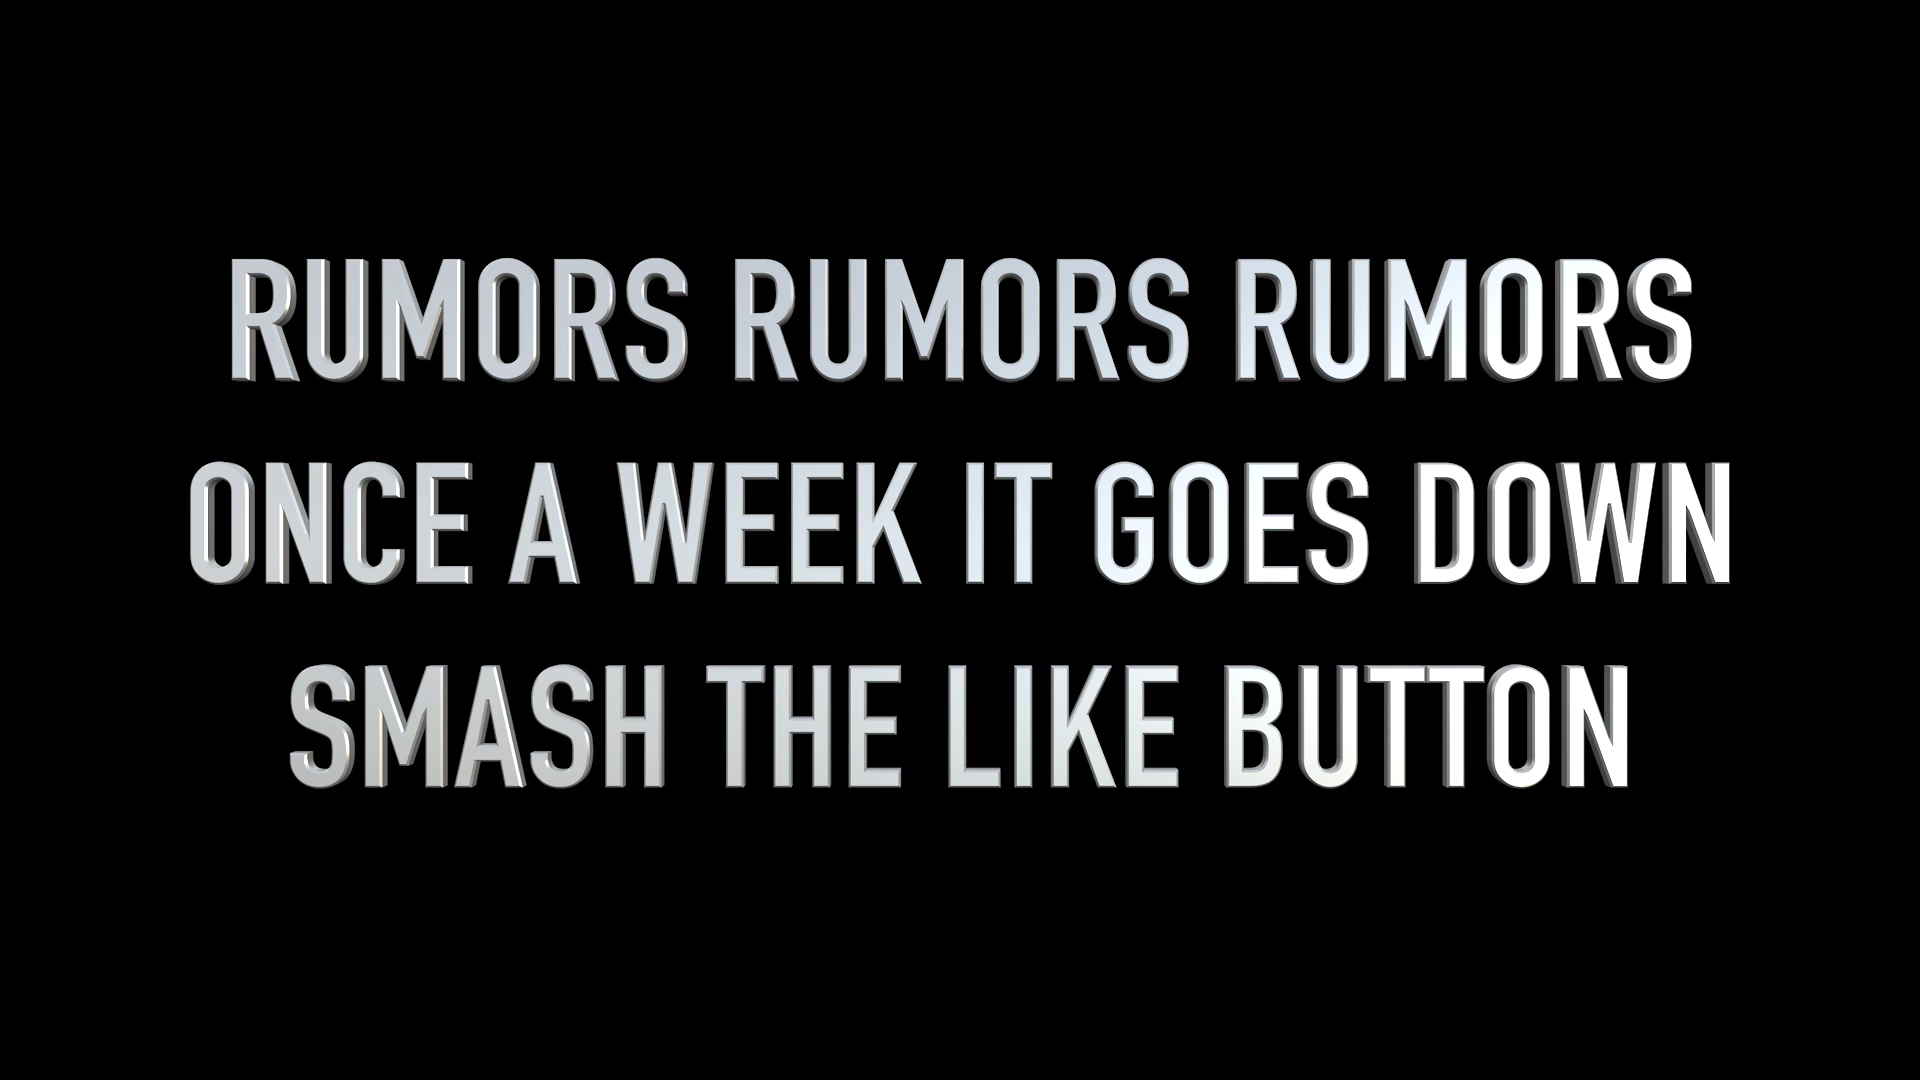 RUMORS RUMORS RUMORS
ONCE A WEEK IT GOES DOWN
SMASH THE LIKE BUTTON